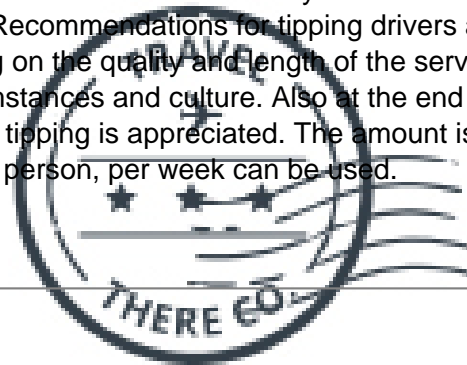 Recommendations for tipping drivers
g on the quality and length of the serv
nstances and culture. Also at the end
tipping is appreciated. The amount is
person, per week can be used.
TRAVEL
THERE CO.